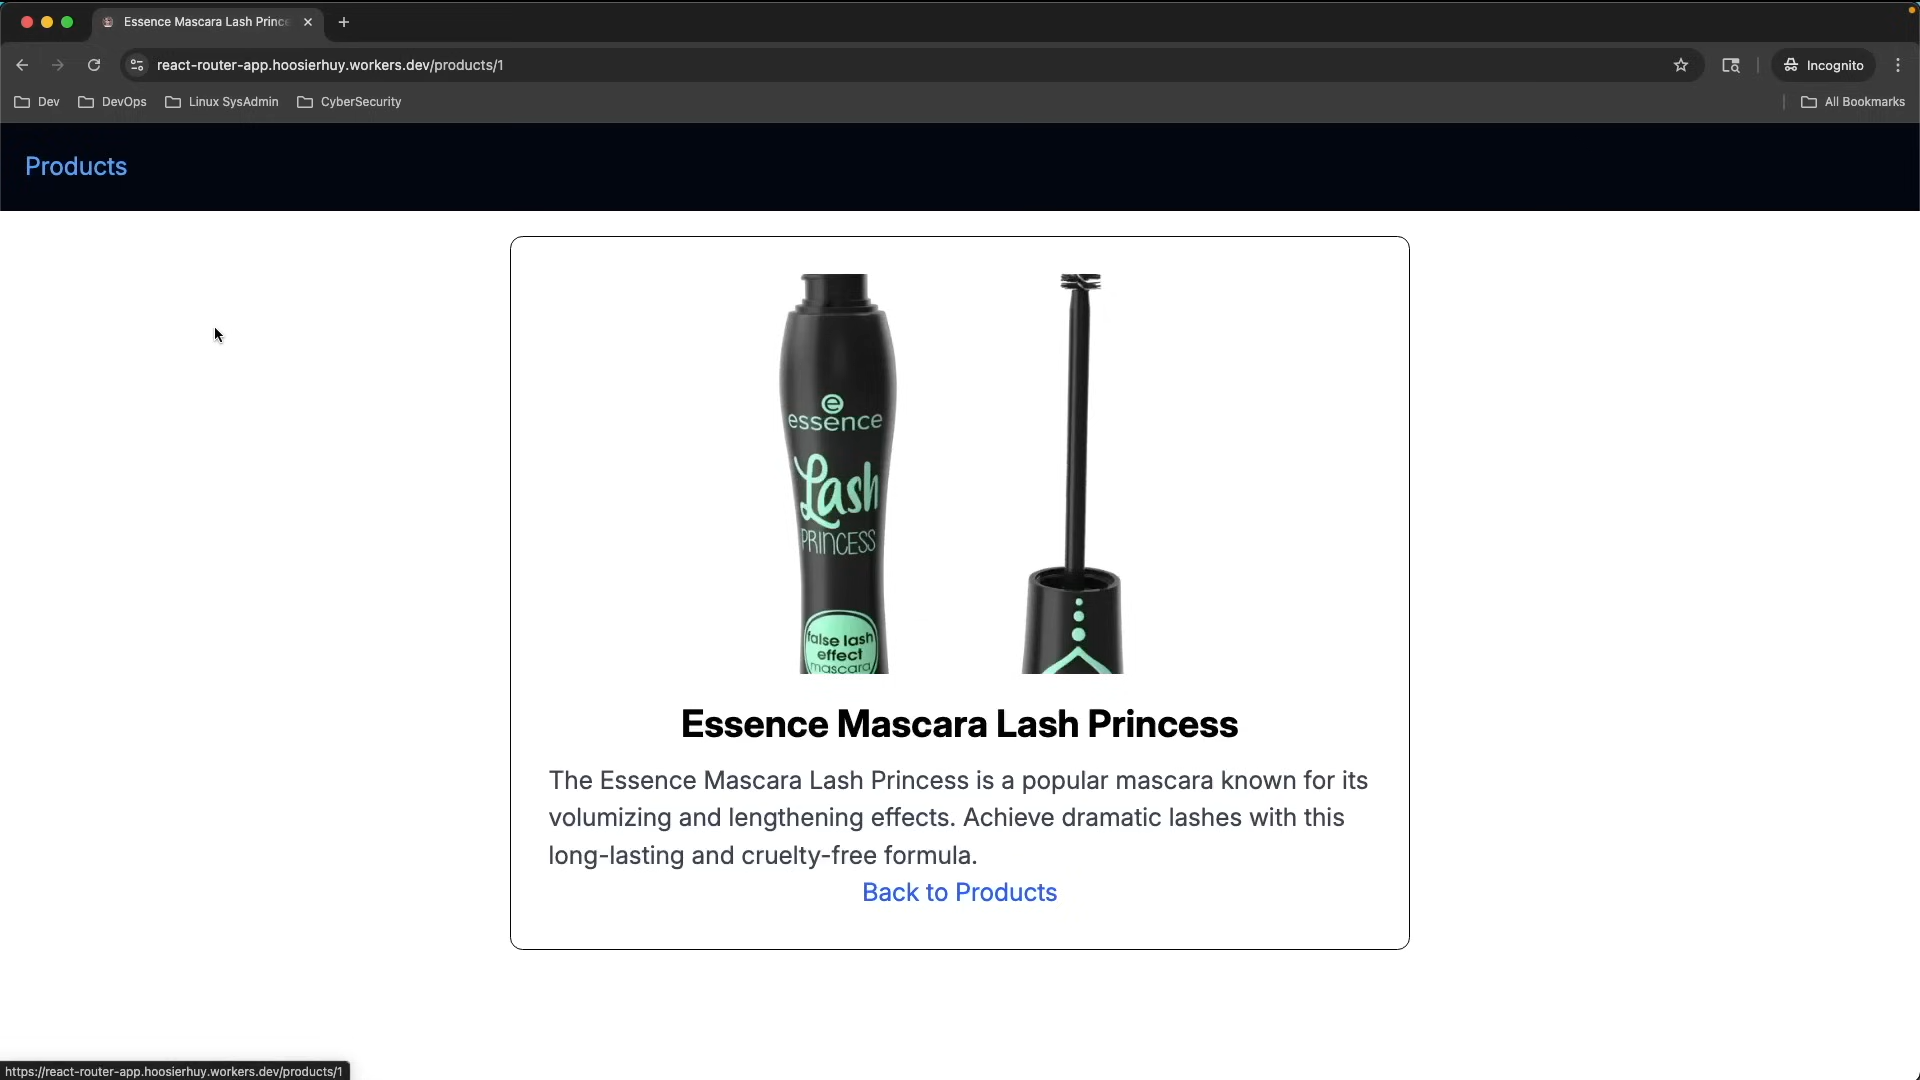 Essence Mascara Lash Prince
react-router-app.hoosierhuy.workers.dev/products/1
Incognito
Dev
DevOps
Linux SysAdmin
CyberSecurity
All Bookmarks
Products
essence
Lash
PRINCESS
false lash
effect
mascara
Essence Mascara Lash Princess
The Essence Mascara Lash Princess is a popular mascara known for its
volumizing and lengthening effects. Achieve dramatic lashes with this
long-lasting and cruelty-free formula.
Back to Products
https://react-router-app.hoosierhuy.workers.dev/products/1